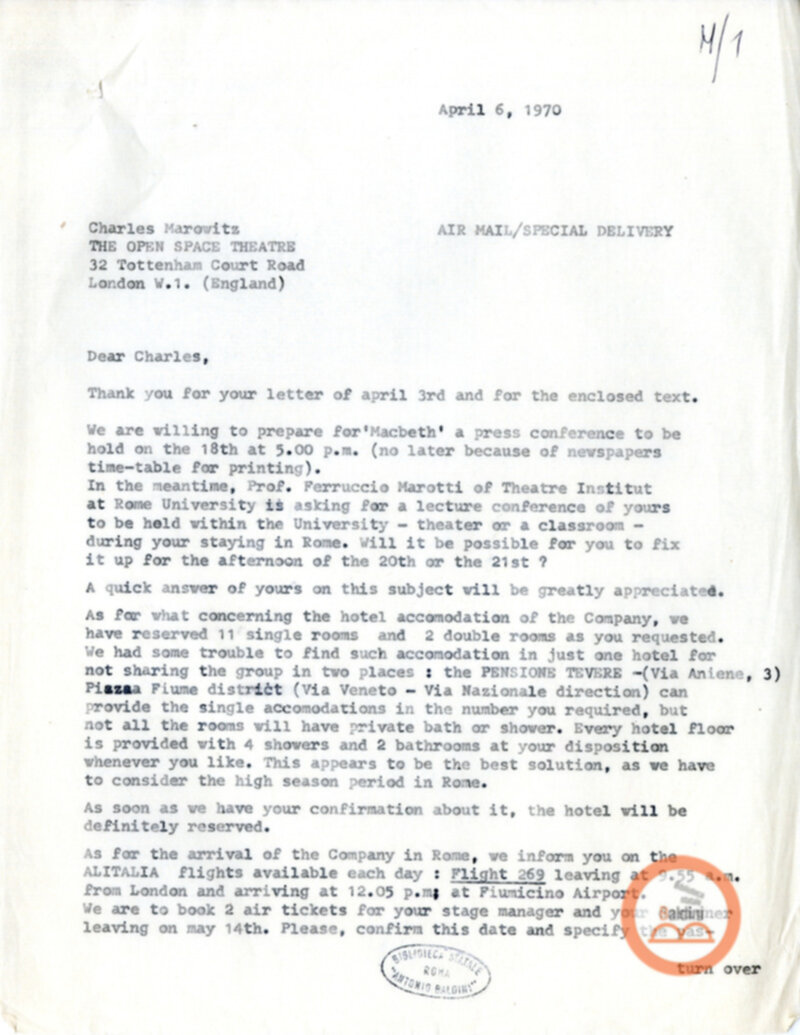 M/1
April 6, 1970
Charles Marowitz
THE OPEN SPACE THEATRE
32 Tottenham Court Road
London W.1. (England)
AIR MAIL/SPECIAL DELIVERY
Dear Charles,
Thank you for your letter of april 3rd and for the enclosed text.
We are willing to prepare for'Macbeth' a press conference to be
hold on the 18th at 5.00 p.m. (no later because of newspapers
time-table for printing).
In the meantime, Prof. Ferruccio Marotti of Theatre Institut
at Rome University is asking for a lecture conference of yours
to be held within the University - theater or a classroom -
during your staying in Rome. Will it be possible for you to fix
it up for the afternoon of the 20th or the 21st ?
A quick answer of yours on this subject will be greatly appreciated.
As for what concerning the hotel accomodation of the Company, we
have reserved 11 single rooms and 2 double rooms as you requested.
We had some trouble to find such accomodation in just one hotel for
not sharing the group in two places : the PENSIONE TEVERE -(Via Aniene, 3)
Piazza Fiume district (Via Veneto - Via Nazionale direction) can
provide the single accomodations in the number you required, but
not all the rooms will have private bath or shower. Every hotel floor
is provided with 4 showers and 2 bathrooms at your disposition
whenever you like. This appears to be the best solution, as we have
to consider the high season period in Rome.
As soon as we have your confirmation about it, the hotel will be
definitely reserved.
As for the arrival of the Company in Rome, we inform you on the
ALITALIA flights available each day : Flight 269 leaving at 9.55 a.m.
from London and arriving at 12.05 p.m; at Fiumicino Airport.
We are to book 2 air tickets for your stage manager and your
leaving on may 14th. Please, confirm this date and specify the pas-
turn over
BIBLIOTECA STATALE
ROMA
"ANTONIO BALDINI"
Baldini